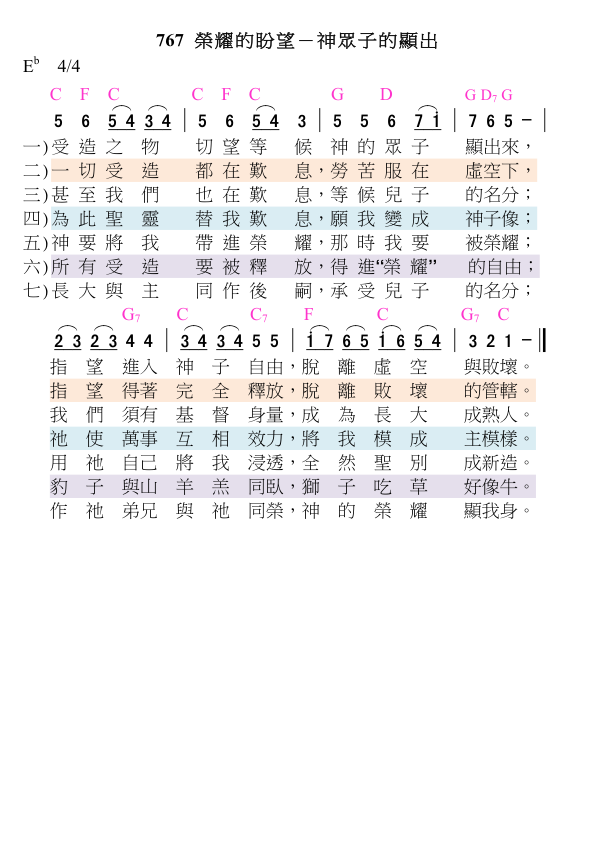 767 榮耀的盼望－神眾子的顯出
E♭ 4/4
C F C C F C G D G D7 G
5 6 5 4 3 4 | 5 6 5 4 3 | 5 5 6 7 i | 7 6 5 – |
一)受造之物 切望等候 神的眾子 顯出來，
二)一切受造 都在歎息，勞苦服在 虛空下，
三)甚至我們 也在歎息，等候兒子 的名分；
四)為此聖靈 替我歎息，願我變成 神子像；
五)神要將我 帶進榮耀，那時我要 被榮耀；
六)所有受造 要被釋放，得進“榮耀” 的自由；
七)長大與主 同作後嗣，承受兒子 的名分；
G7 C C7 F C G7 C
2 3 2 3 4 4 | 3 4 3 4 5 5 | i 7 6 5 i 6 5 4 | 3 2 1 – ‖
指望進入 神子自由，脫離虛空 與敗壞。
指望得著 完全釋放，脫離敗壞 的管轄。
我們須有 基督身量，成為長大 成熟人。
祂使萬事 互相效力，將我模成 主模樣。
用祂自己 將我浸透，全然聖別 成新造。
豹子與山 羊羔同臥，獅子吃草 好像牛。
作祂弟兄 與祂同榮，神的榮耀 顯我身。